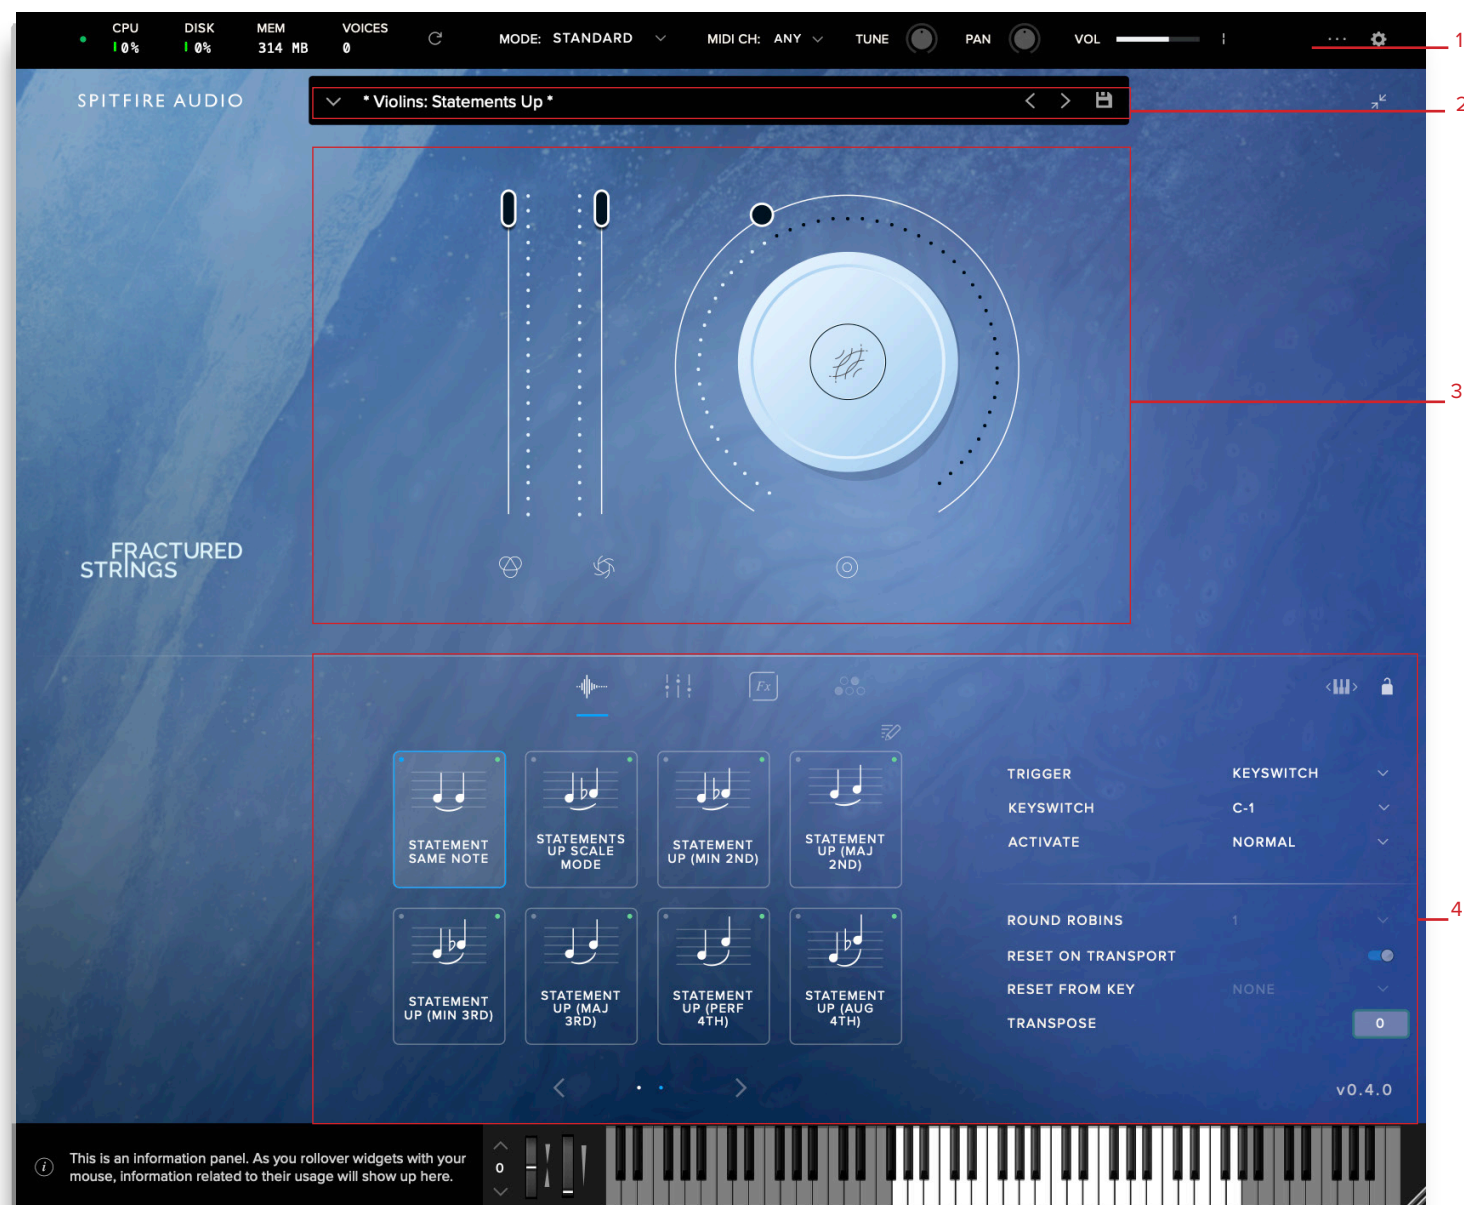 CPU DISK MEM VOICES
0% 0% 314 MB 0
MODE: STANDARD MIDI CH: ANY TUNE PAN VOL
1
SPITFIRE AUDIO
* Violins: Statements Up *
2
3
FRACTURED
STRINGS
Fx
STATEMENT
SAME NOTE
STATEMENTS
UP SCALE
MODE
STATEMENT
UP (MIN 2ND)
STATEMENT
UP (MAJ
2ND)
STATEMENT
UP (MIN 3RD)
STATEMENT
UP (MAJ
3RD)
STATEMENT
UP (PERF
4TH)
STATEMENT
UP (AUG
4TH)
TRIGGER KEYSWITCH
KEYSWITCH C-1
ACTIVATE NORMAL
ROUND ROBINS 1
RESET ON TRANSPORT
RESET FROM KEY NONE
TRANSPOSE 0
4
v0.4.0
This is an information panel. As you rollover widgets with your
mouse, information related to their usage will show up here.
0